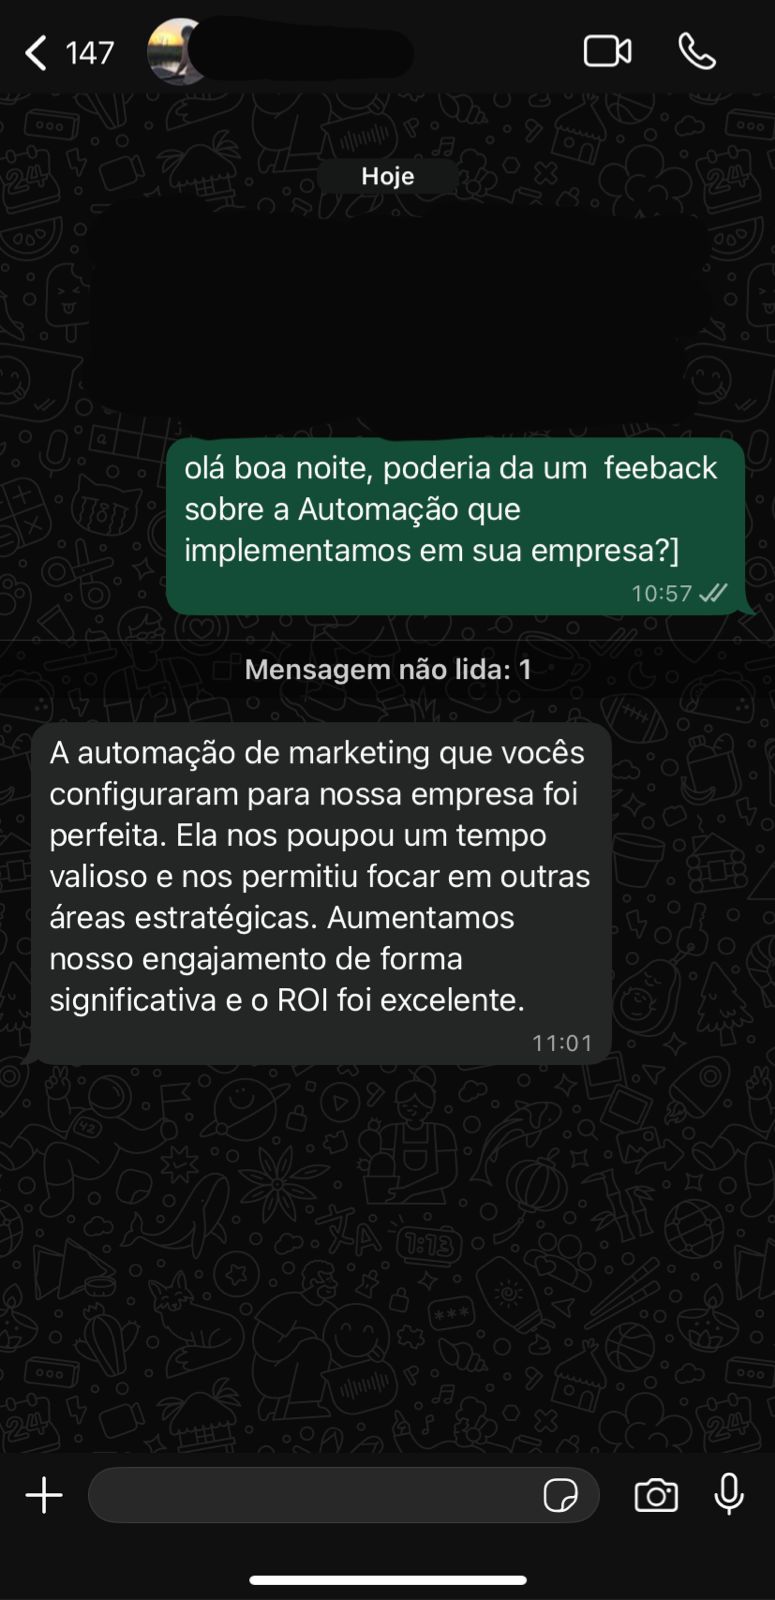 147
Hoje
olá boa noite, poderia da um  feeback
sobre a Automação que
implementamos em sua empresa?]
10:57
Mensagem não lida: 1
A automação de marketing que vocês
configuraram para nossa empresa foi
perfeita. Ela nos poupou um tempo
valioso e nos permitiu focar em outras
áreas estratégicas. Aumentamos
nosso engajamento de forma
significativa e o ROI foi excelente.
11:01